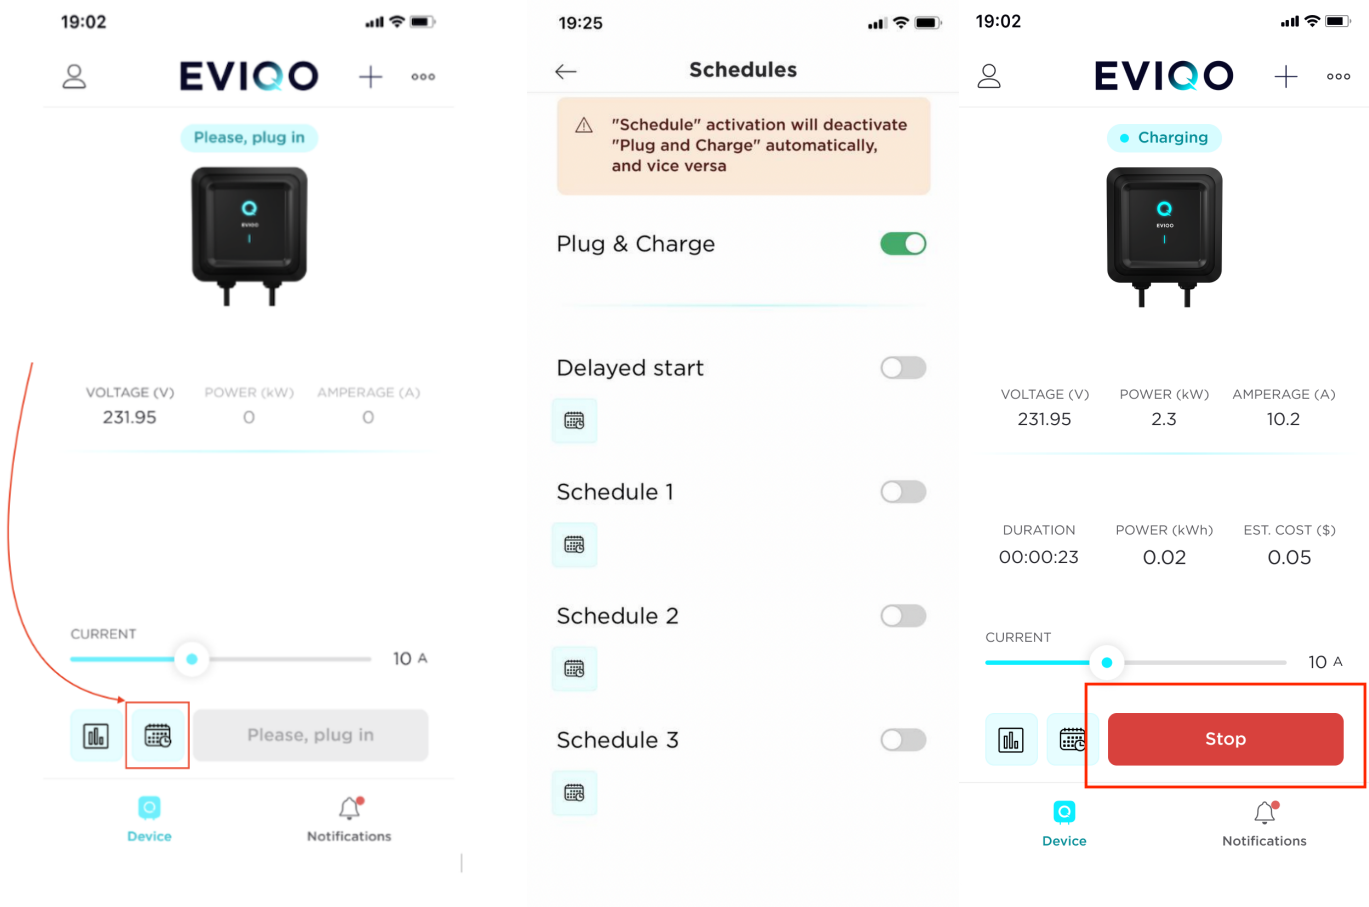 19:02
EVIQO
Please, plug in
EVIQO
VOLTAGE (V) POWER (kW) AMPERAGE (A)
231.95 0 0
CURRENT
10 A
Please, plug in
Device Notifications
19:25
Schedules
"Schedule" activation will deactivate
"Plug and Charge" automatically,
and vice versa
Plug & Charge
Delayed start
Schedule 1
Schedule 2
Schedule 3
19:02
EVIQO
Charging
EVIQO
VOLTAGE (V) POWER (kW) AMPERAGE (A)
231.95 2.3 10.2
DURATION POWER (kWh) EST. COST ($)
00:00:23 0.02 0.05
CURRENT
10 A
Stop
Device Notifications